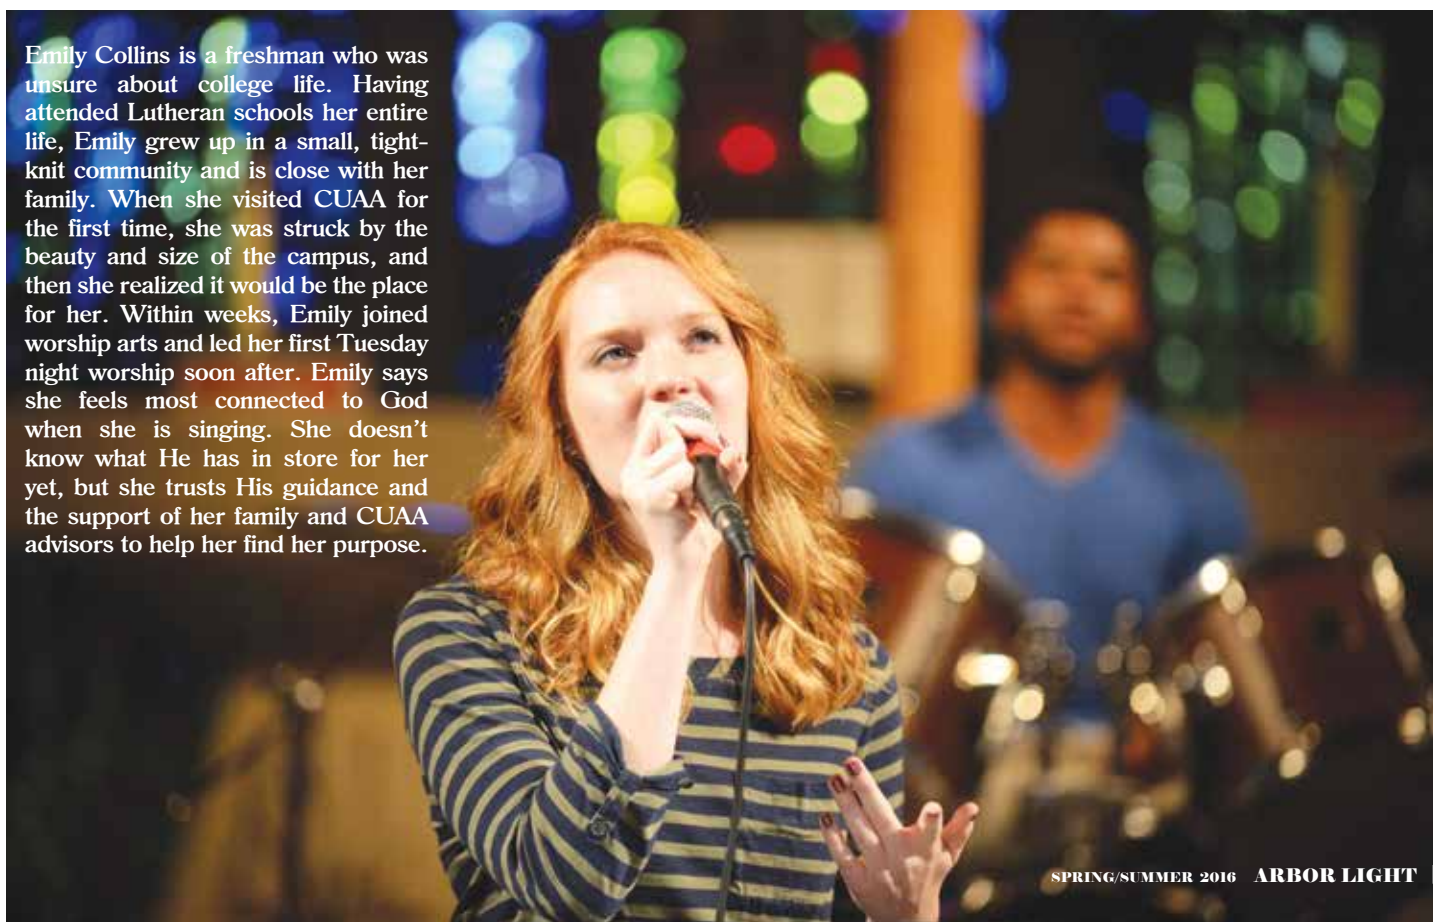 Emily Collins is a freshman who was
unsure about college life. Having
attended Lutheran schools her entire
life, Emily grew up in a small, tight-
knit community and is close with her
family. When she visited CUAA for
the first time, she was struck by the
beauty and size of the campus, and
then she realized it would be the place
for her. Within weeks, Emily joined
worship arts and led her first Tuesday
night worship soon after. Emily says
she feels most connected to God
when she is singing. She doesn’t
know what He has in store for her
yet, but she trusts His guidance and
the support of her family and CUAA
advisors to help her find her purpose.
SPRING/SUMMER 2016 ARBOR LIGHT